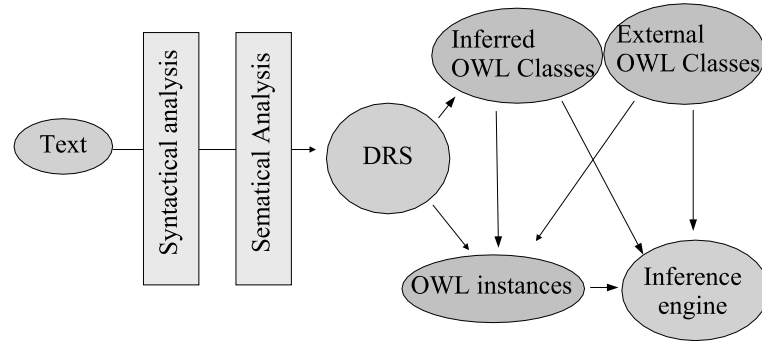 Text
Syntactical analysis
Sematical Analysis
DRS
Inferred
OWL Classes
External
OWL Classes
OWL instances
Inference
engine